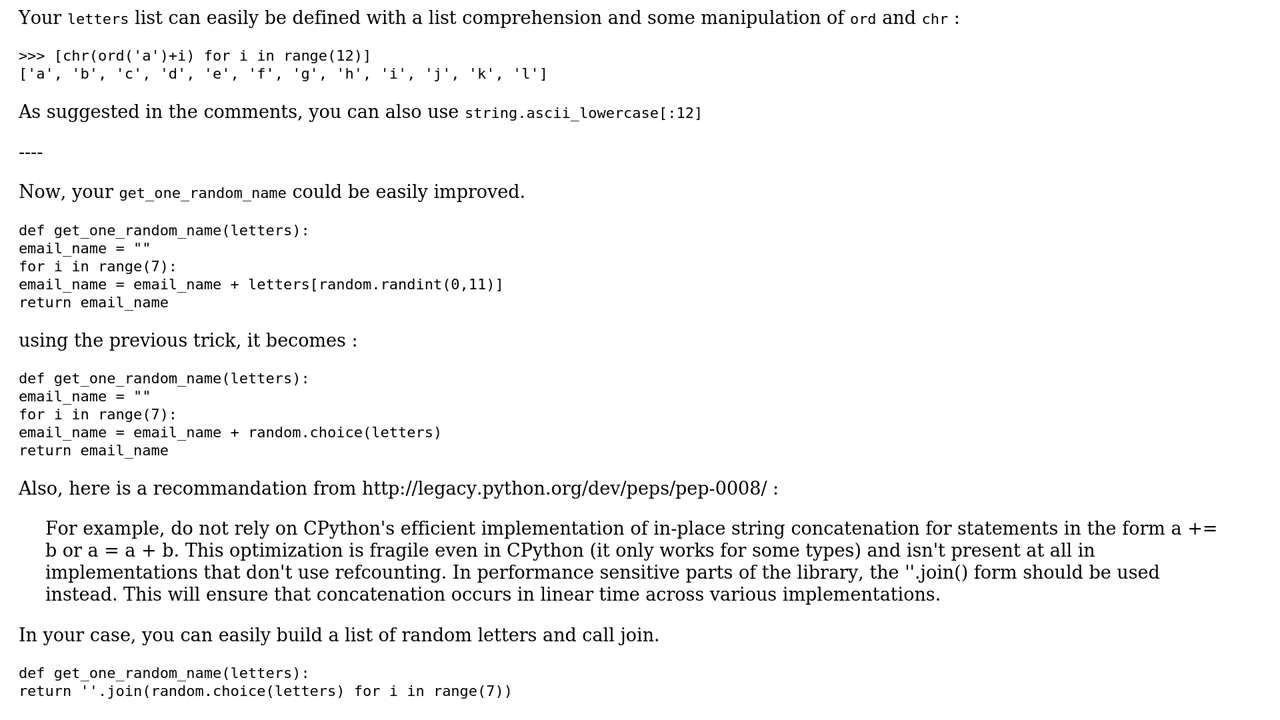 Your letters list can easily be defined with a list comprehension and some manipulation of ord and chr :
>>> [chr(ord('a')+i) for i in range(12)]
['a', 'b', 'c', 'd', 'e', 'f', 'g', 'h', 'i', 'j', 'k', 'l']
As suggested in the comments, you can also use string.ascii_lowercase[:12]
----
Now, your get_one_random_name could be easily improved.
def get_one_random_name(letters):
email_name = ""
for i in range(7):
email_name = email_name + letters[random.randint(0,11)]
return email_name
using the previous trick, it becomes :
def get_one_random_name(letters):
email_name = ""
for i in range(7):
email_name = email_name + random.choice(letters)
return email_name
Also, here is a recommandation from http://legacy.python.org/dev/peps/pep-0008/ :
For example, do not rely on CPython's efficient implementation of in-place string concatenation for statements in the form a +=
b or a = a + b. This optimization is fragile even in CPython (it only works for some types) and isn't present at all in
implementations that don't use refcounting. In performance sensitive parts of the library, the ''.join() form should be used
instead. This will ensure that concatenation occurs in linear time across various implementations.
In your case, you can easily build a list of random letters and call join.
def get_one_random_name(letters):
return ''.join(random.choice(letters) for i in range(7))